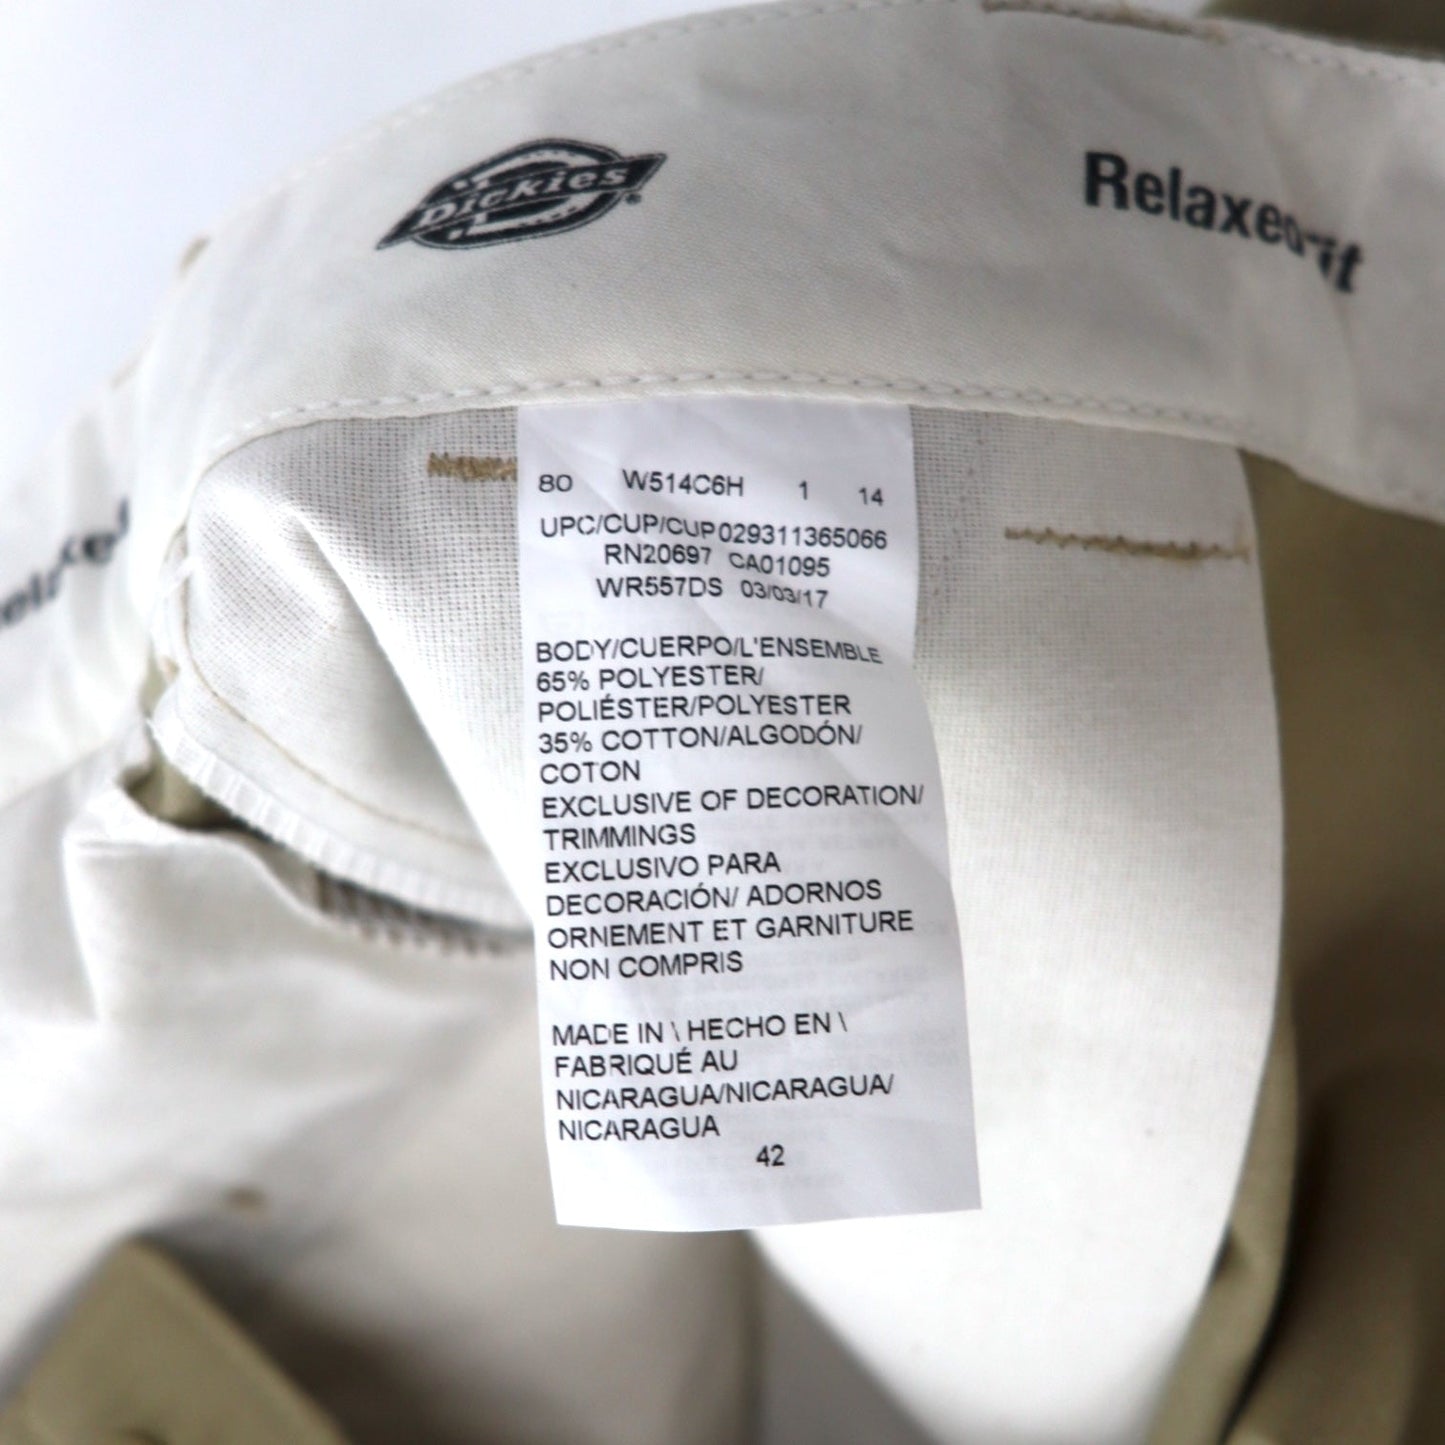 Dickies®
Relaxed fit
80 W514C6H 1 14
UPC/CUP/CUP029311365066
RN20697 CA01095
WR557DS 03/03/17
BODY/CUERPO/L'ENSEMBLE
65% POLYESTER/
POLIÉSTER/POLYESTER
35% COTTON/ALGODÓN/
COTON
EXCLUSIVE OF DECORATION/
TRIMMINGS
EXCLUSIVO PARA
DECORACIÓN/ ADORNOS
ORNEMENT ET GARNITURE
NON COMPRIS
MADE IN \ HECHO EN \
FABRIQUÉ AU
NICARAGUA/NICARAGUA/
NICARAGUA
42